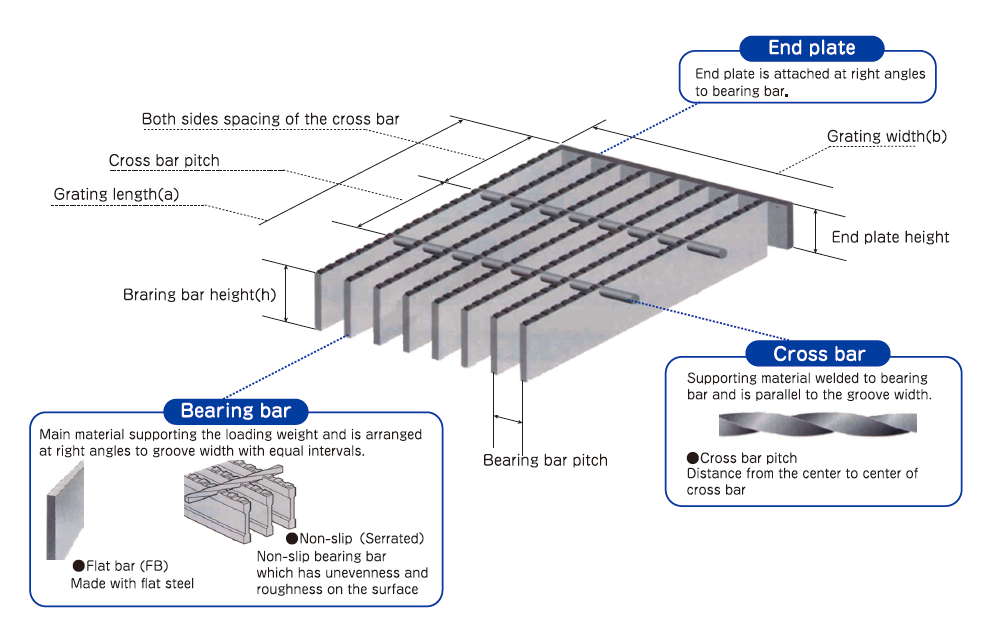 End plate
End plate is attached at right angles
to bearing bar.
Both sides spacing of the cross bar
Grating width(b)
Cross bar pitch
Grating length(a)
End plate height
Braring bar height(h)
Cross bar
Supporting material welded to bearing
bar and is parallel to the groove width.
●Cross bar pitch
Distance from the center to center of
cross bar
Bearing bar
Main material supporting the loading weight and is arranged
at right angles to groove width with equal intervals.
Bearing bar pitch
●Flat bar (FB)
Made with flat steel
●Non-slip (Serrated)
Non-slip bearing bar
which has unevenness and
roughness on the surface